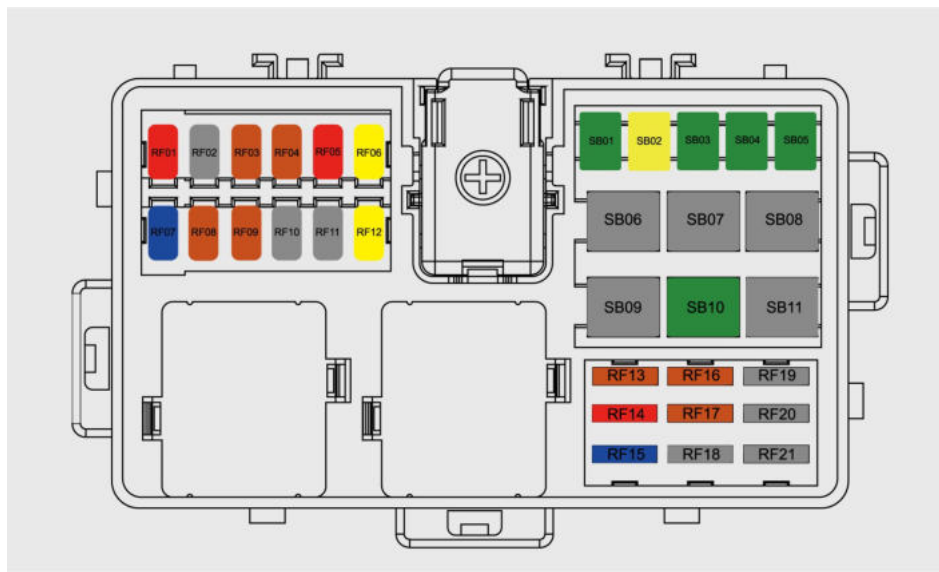 RF01 RF02 RF03 RF04 RF05 RF06
RF07 RF08 RF09 RF10 RF11 RF12
SB01 SB02 SB03 SB04 SB05
SB06 SB07 SB08
SB09 SB10 SB11
RF13 RF16 RF19
RF14 RF17 RF20
RF15 RF18 RF21